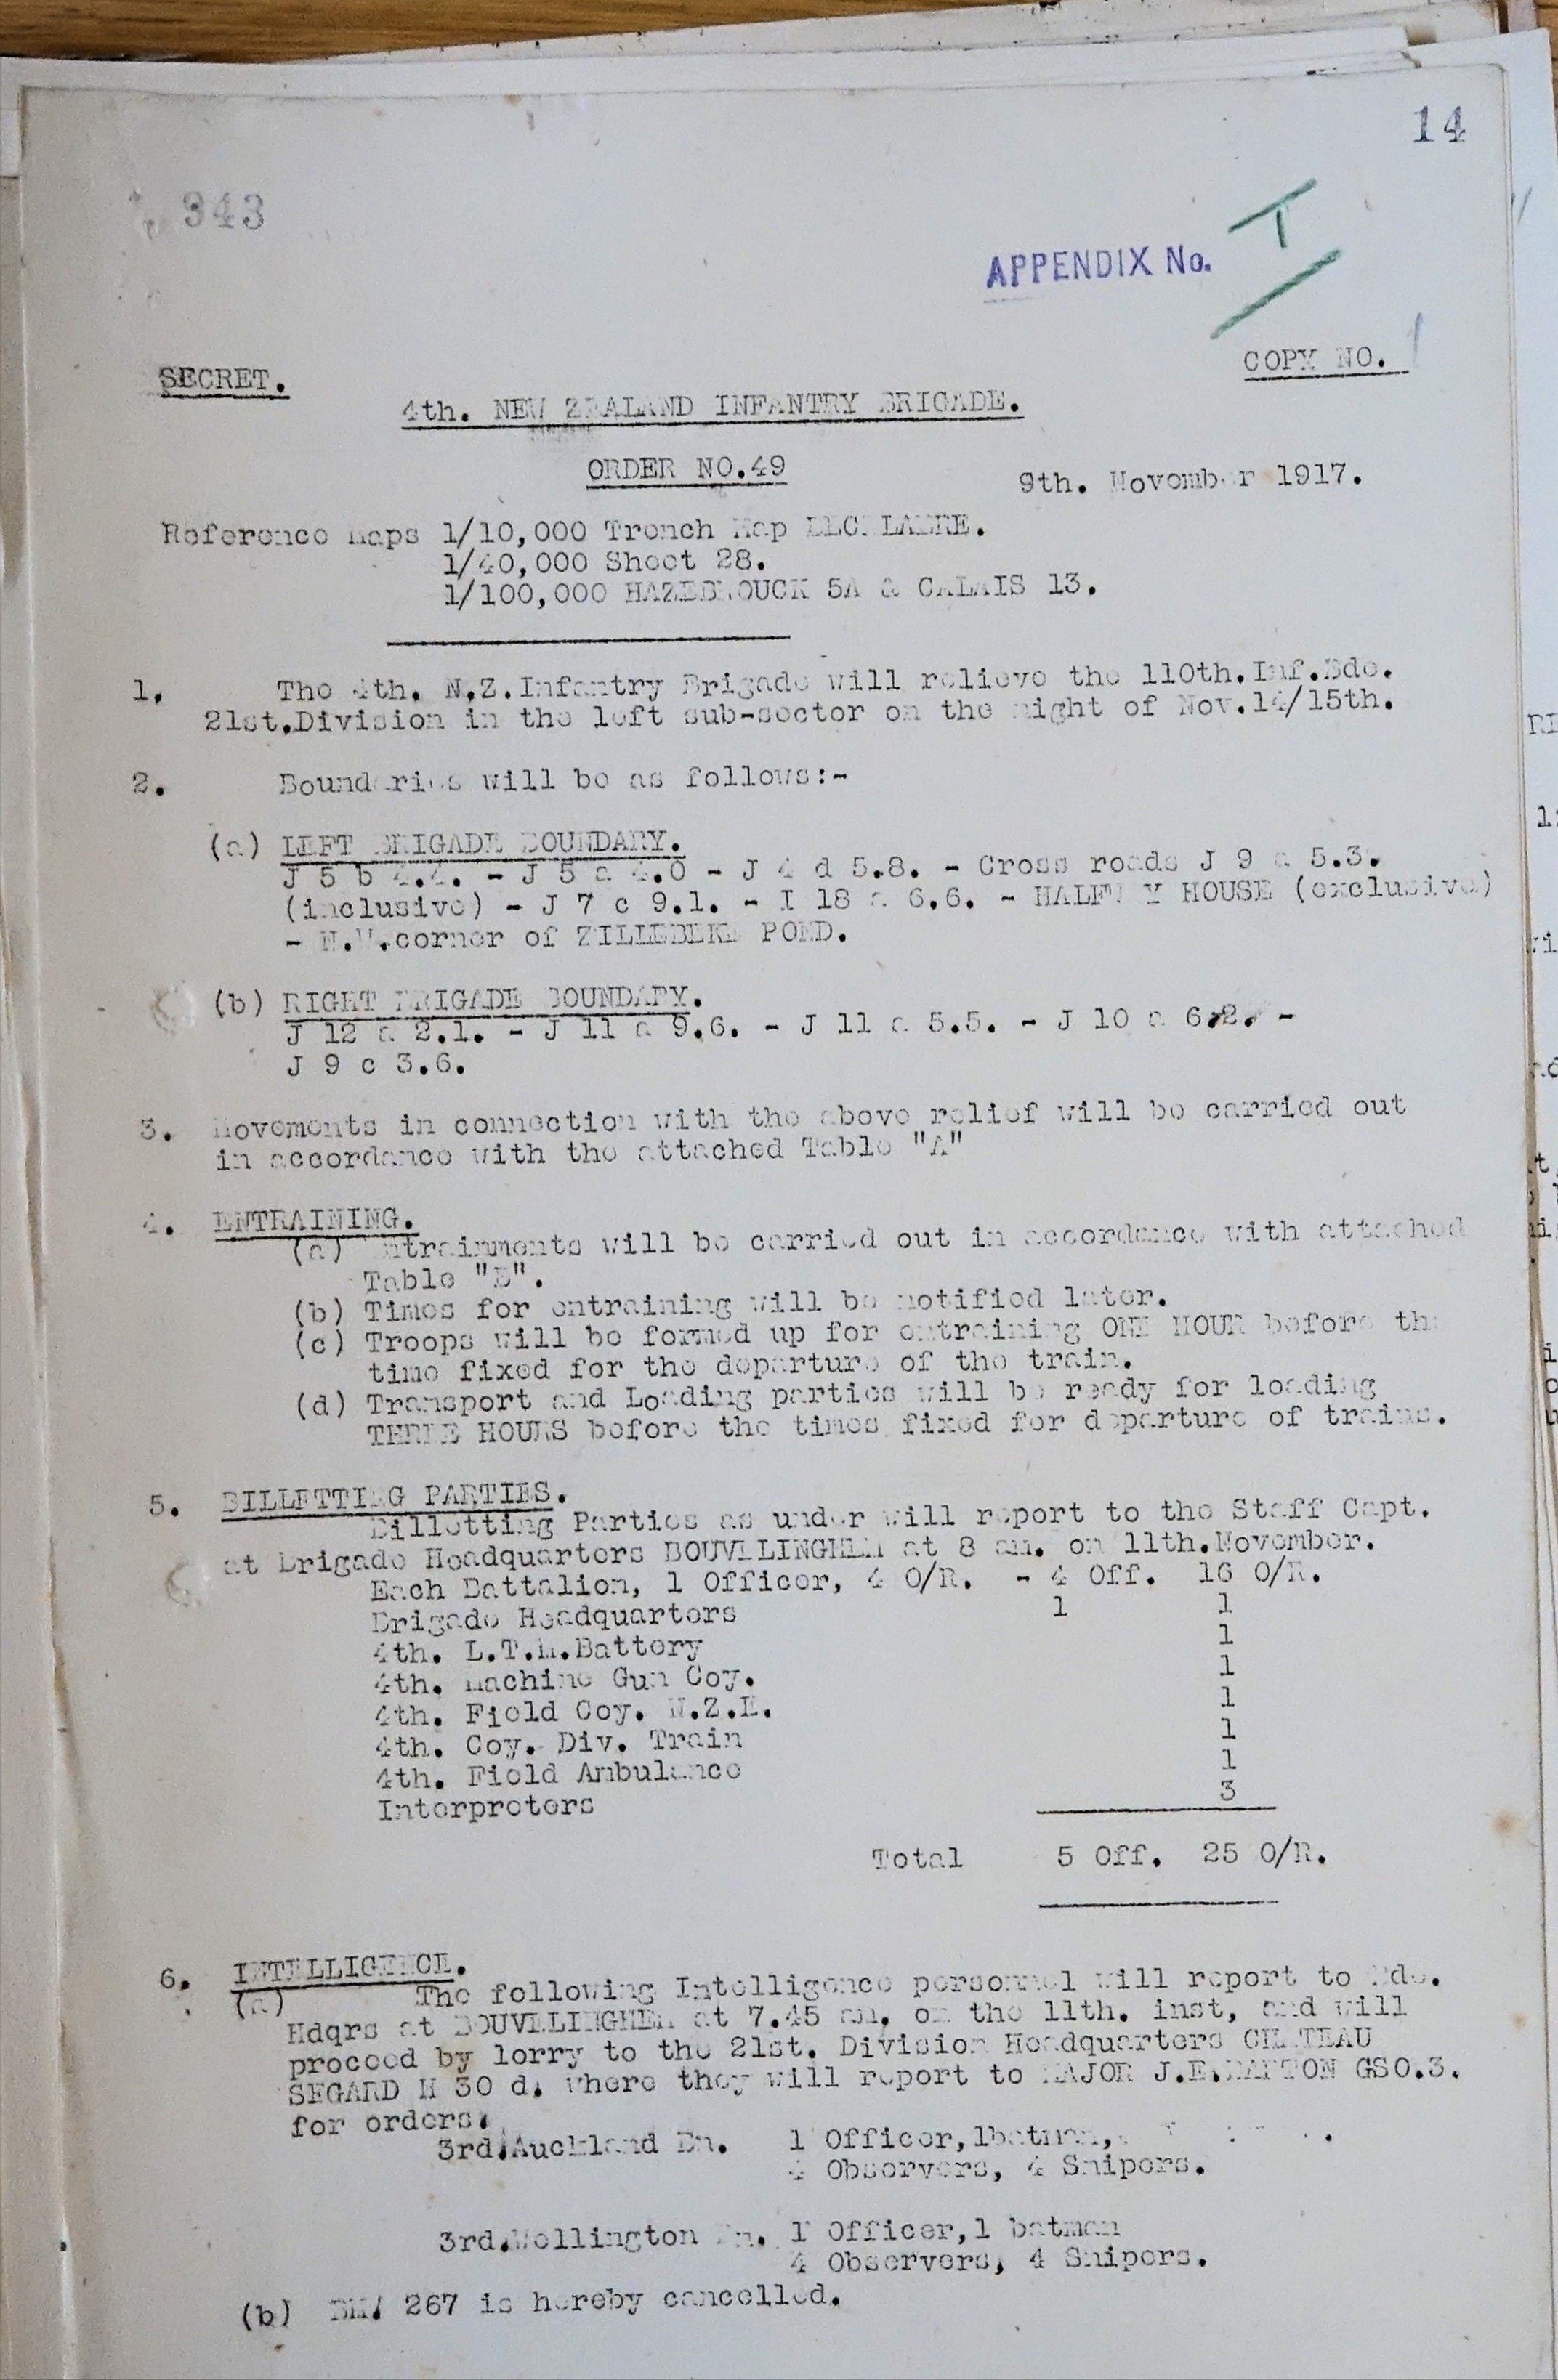 14
343
APPENDIX No. I
COPY NO. 1
SECRET.
4th. NEW ZEALAND INFANTRY BRIGADE.
ORDER NO.49
9th. November 1917.
Reference Maps 1/10,000 Trench Map
1/40,000 Sheet 28.
1/100,000 HAZEBROUCK 5A & CALAIS 13.
1. The 4th. N.Z.Infantry Brigade will relieve the 110th.Inf.Bde.
21st.Division in the left sub-sector on the night of Nov.14/15th.
2. Boundaries will be as follows:-
(a) LEFT BRIGADE BOUNDARY.
J 5 b 4.4. - J 5 a 4.0 - J 4 d 5.8. - Cross roads J 9 a 5.3.
(inclusive) - J 7 c 9.1. - I 18 a 6.6. - HALFWAY HOUSE (exclusive)
- N.W.corner of ZILLEBEKE POND.
(b) RIGHT BRIGADE BOUNDARY.
J 12 a 2.1. - J 11 a 9.6. - J 11 a 5.5. - J 10 a 6.2. -
J 9 c 3.6.
3. Movements in connection with the above relief will be carried out
in accordance with the attached Table "A"
4. ENTRAINING.
(a) Entrainments will be carried out in accordance with attached
Table "B".
(b) Times for entraining will be notified later.
(c) Troops will be formed up for entraining ONE HOUR before the
time fixed for the departure of the train.
(d) Transport and Loading parties will be ready for loading
THREE HOURS before the times fixed for departure of trains.
5. BILLETTING PARTIES.
Billetting Parties as under will report to the Staff Capt.
at Brigade Headquarters BOUVELINGHEM at 8 am. on 11th.November.
Each Battalion, 1 Officer, 4 O/R. - 4 Off. 16 O/R.
Brigade Headquarters 1 1
4th. L.T.M.Battery 1
4th. Machine Gun Coy. 1
4th. Field Coy. N.Z.E. 1
4th. Coy. Div. Train 1
4th. Field Ambulance 1
Interpreters 3
Total 5 Off. 25 O/R.
6. INTELLIGENCE.
(a) The following Intelligence personnel will report to Bde.
Hdqrs at BOUVELINGHEM at 7.45 am. on the 11th. inst, and will
proceed by lorry to the 21st. Division Headquarters CHATEAU
SEGARD H 30 d. where they will report to MAJOR J.E. GSO.3.
for orders.
3rd.Auckland Bn. 1 Officer,1batman,
4 Observers, 4 Snipers.
3rd.Wellington Bn. 1 Officer,1 batman
4 Observers, 4 Snipers.
(b) BM/ 267 is hereby cancelled.